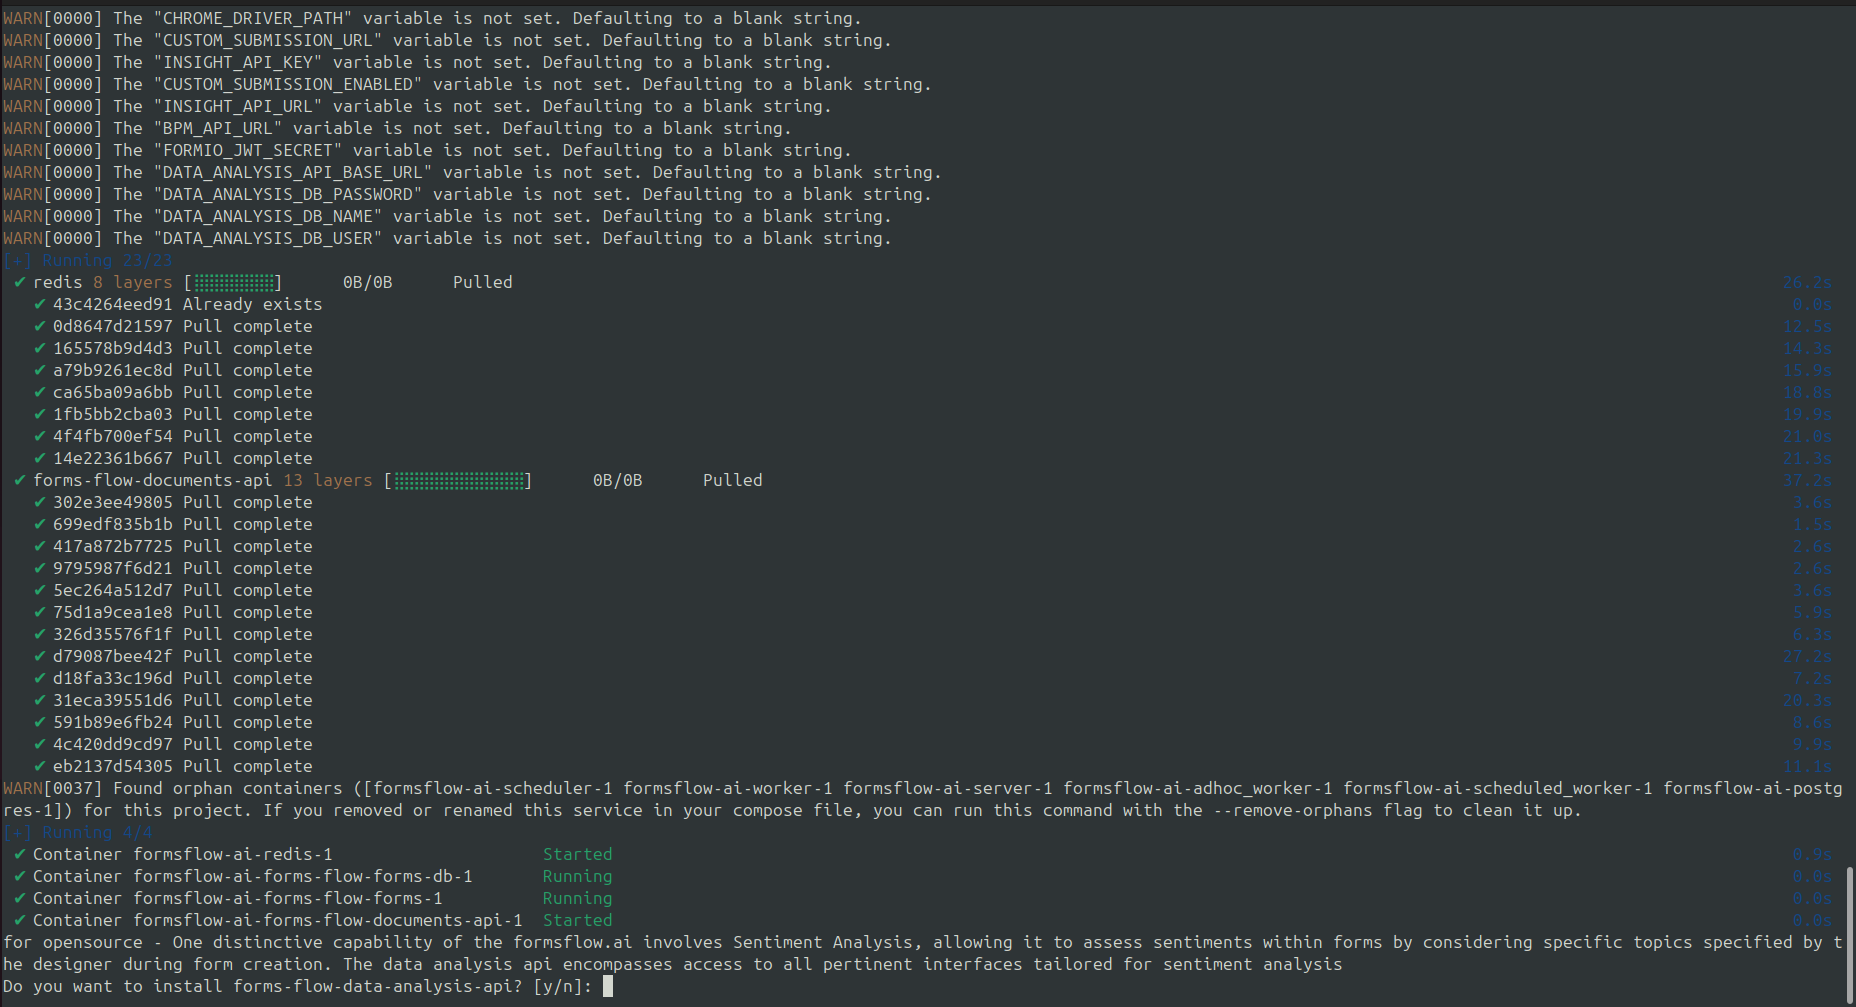 WARN[0000] The "CHROME_DRIVER_PATH" variable is not set. Defaulting to a blank string.
WARN[0000] The "CUSTOM_SUBMISSION_URL" variable is not set. Defaulting to a blank string.
WARN[0000] The "INSIGHT_API_KEY" variable is not set. Defaulting to a blank string.
WARN[0000] The "CUSTOM_SUBMISSION_ENABLED" variable is not set. Defaulting to a blank string.
WARN[0000] The "INSIGHT_API_URL" variable is not set. Defaulting to a blank string.
WARN[0000] The "BPM_API_URL" variable is not set. Defaulting to a blank string.
WARN[0000] The "FORMIO_JWT_SECRET" variable is not set. Defaulting to a blank string.
WARN[0000] The "DATA_ANALYSIS_API_BASE_URL" variable is not set. Defaulting to a blank string.
WARN[0000] The "DATA_ANALYSIS_DB_PASSWORD" variable is not set. Defaulting to a blank string.
WARN[0000] The "DATA_ANALYSIS_DB_NAME" variable is not set. Defaulting to a blank string.
WARN[0000] The "DATA_ANALYSIS_DB_USER" variable is not set. Defaulting to a blank string.
[+] Running 23/23
✔ redis 8 layers [⣿⣿⣿⣿⣿⣿⣿⣿] 0B/0B Pulled 26.2s
✔ 43c4264eed91 Already exists 0.0s
✔ 0d8647d21597 Pull complete 12.5s
✔ 165578b9d4d3 Pull complete 14.3s
✔ a79b9261ec8d Pull complete 15.9s
✔ ca65ba09a6bb Pull complete 18.8s
✔ 1fb5bb2cba03 Pull complete 19.9s
✔ 4f4fb700ef54 Pull complete 21.0s
✔ 14e22361b667 Pull complete 21.3s
✔ forms-flow-documents-api 13 layers [⣿⣿⣿⣿⣿⣿⣿⣿⣿⣿⣿⣿⣿] 0B/0B Pulled 37.2s
✔ 302e3ee49805 Pull complete 3.6s
✔ 699edf835b1b Pull complete 1.5s
✔ 417a872b7725 Pull complete 2.6s
✔ 9795987f6d21 Pull complete 2.6s
✔ 5ec264a512d7 Pull complete 3.6s
✔ 75d1a9cea1e8 Pull complete 5.9s
✔ 326d35576f1f Pull complete 6.3s
✔ d79087bee42f Pull complete 27.2s
✔ d18fa33c196d Pull complete 7.2s
✔ 31eca39551d6 Pull complete 20.3s
✔ 591b89e6fb24 Pull complete 8.6s
✔ 4c420dd9cd97 Pull complete 9.9s
✔ eb2137d54305 Pull complete 11.1s
WARN[0037] Found orphan containers ([formsflow-ai-scheduler-1 formsflow-ai-worker-1 formsflow-ai-server-1 formsflow-ai-adhoc_worker-1 formsflow-ai-scheduled_worker-1 formsflow-ai-postg
res-1]) for this project. If you removed or renamed this service in your compose file, you can run this command with the --remove-orphans flag to clean it up.
[+] Running 4/4
✔ Container formsflow-ai-redis-1 Started 0.9s
✔ Container formsflow-ai-forms-flow-forms-db-1 Running 0.0s
✔ Container formsflow-ai-forms-flow-forms-1 Running 0.0s
✔ Container formsflow-ai-forms-flow-documents-api-1 Started 0.0s
for opensource - One distinctive capability of the formsflow.ai involves Sentiment Analysis, allowing it to assess sentiments within forms by considering specific topics specified by t
he designer during form creation. The data analysis api encompasses access to all pertinent interfaces tailored for sentiment analysis
Do you want to install forms-flow-data-analysis-api? [y/n]: